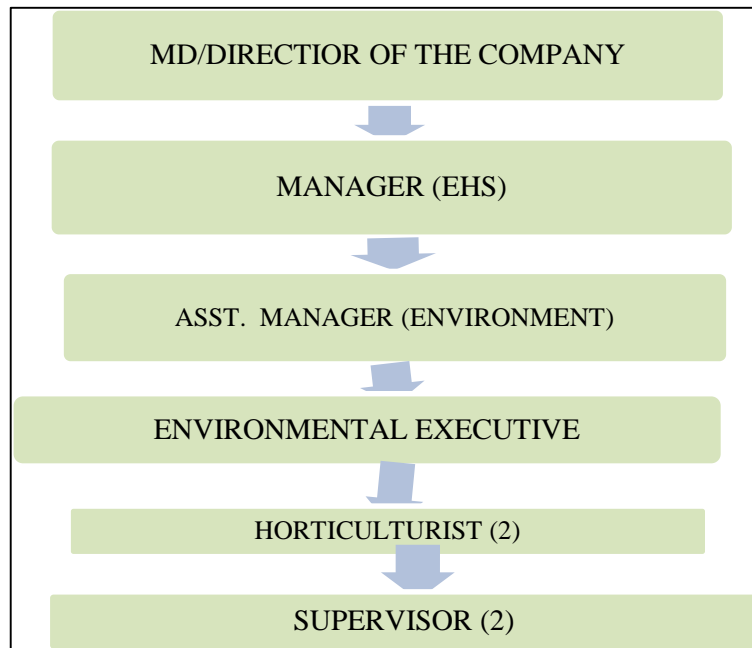 MD/DIRECTIOR OF THE COMPANY
MANAGER (EHS)
ASST. MANAGER (ENVIRONMENT)
ENVIRONMENTAL EXECUTIVE
HORTICULTURIST (2)
SUPERVISOR (2)